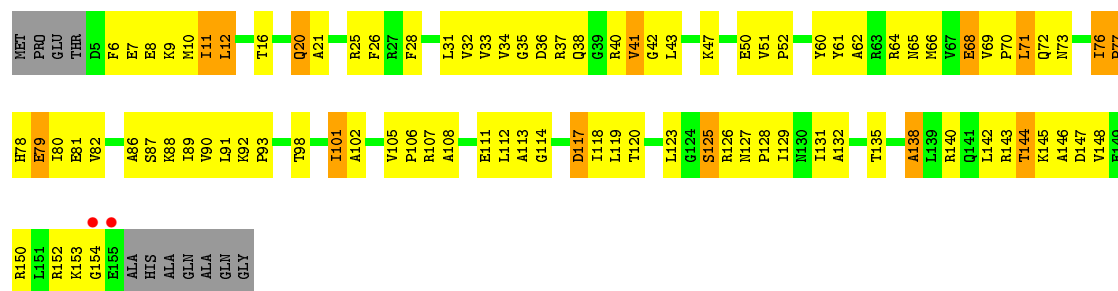 MET PRO GLU THR D5 F6 E7 E8 K9 M10 I11 L12 T16 Q20 A21 R25 F26 R27 F28 L31 V32 V33 V34 G35 D36 R37 Q38 G39 R40 V41 G42 L43 K47 E50 V51 P52 Y60 Y61 A62 R63 R64 N65 M66 V67 E68 V69 P70 L71 Q72 N73 I76 P77
H78 E79 I80 E81 V82 A86 S87 K88 I89 V90 L91 K92 P93 T98 I101 A102 V105 P106 R107 A108 E111 L112 A113 G114 D117 I118 L119 T120 L123 G124 S125 R126 N127 P128 I129 N130 I131 A132 T135 A138 L139 R140 Q141 L142 R143 T144 K145 A146 D147 V148 E149
R150 L151 R152 K153 G154 E155 ALA HIS ALA GLN ALA GLN GLY